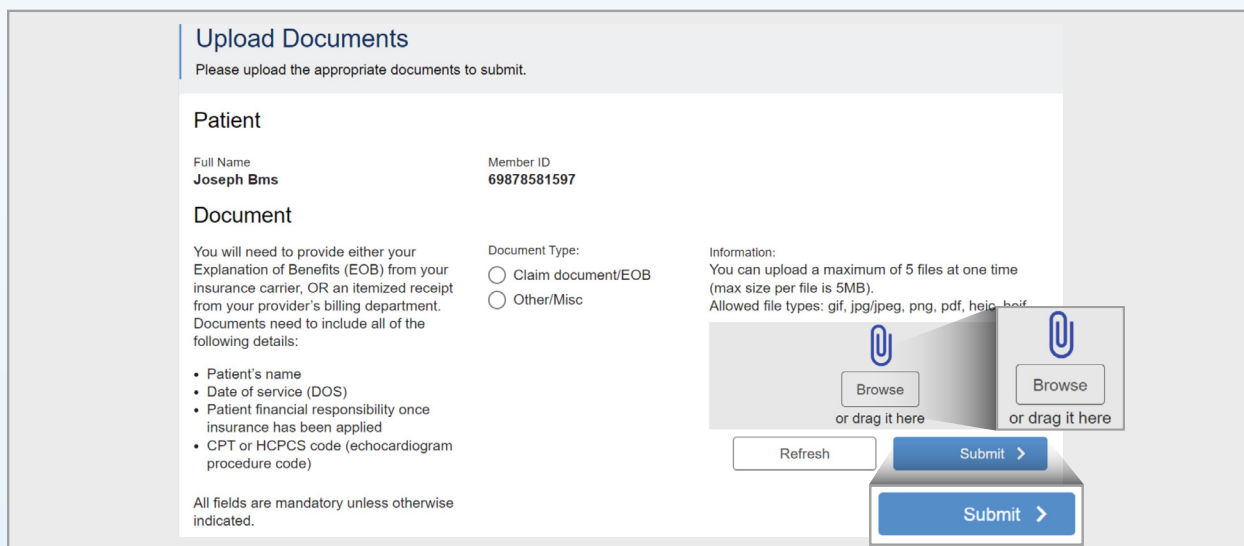 Upload Documents
Please upload the appropriate documents to submit.
Patient
Full Name
Joseph Bms
Member ID
69878581597
Document
You will need to provide either your
Explanation of Benefits (EOB) from your
insurance carrier, OR an itemized receipt
from your provider's billing department.
Documents need to include all of the
following details:
• Patient's name
• Date of service (DOS)
• Patient financial responsibility once
insurance has been applied
• CPT or HCPCS code (echocardiogram
procedure code)
All fields are mandatory unless otherwise
indicated.
Document Type:
Claim document/EOB
Other/Misc
Information:
You can upload a maximum of 5 files at one time
(max size per file is 5MB).
Allowed file types: gif, jpg/jpeg, png, pdf, heic, heif
Browse
or drag it here
Browse
or drag it here
Refresh
Submit
Submit